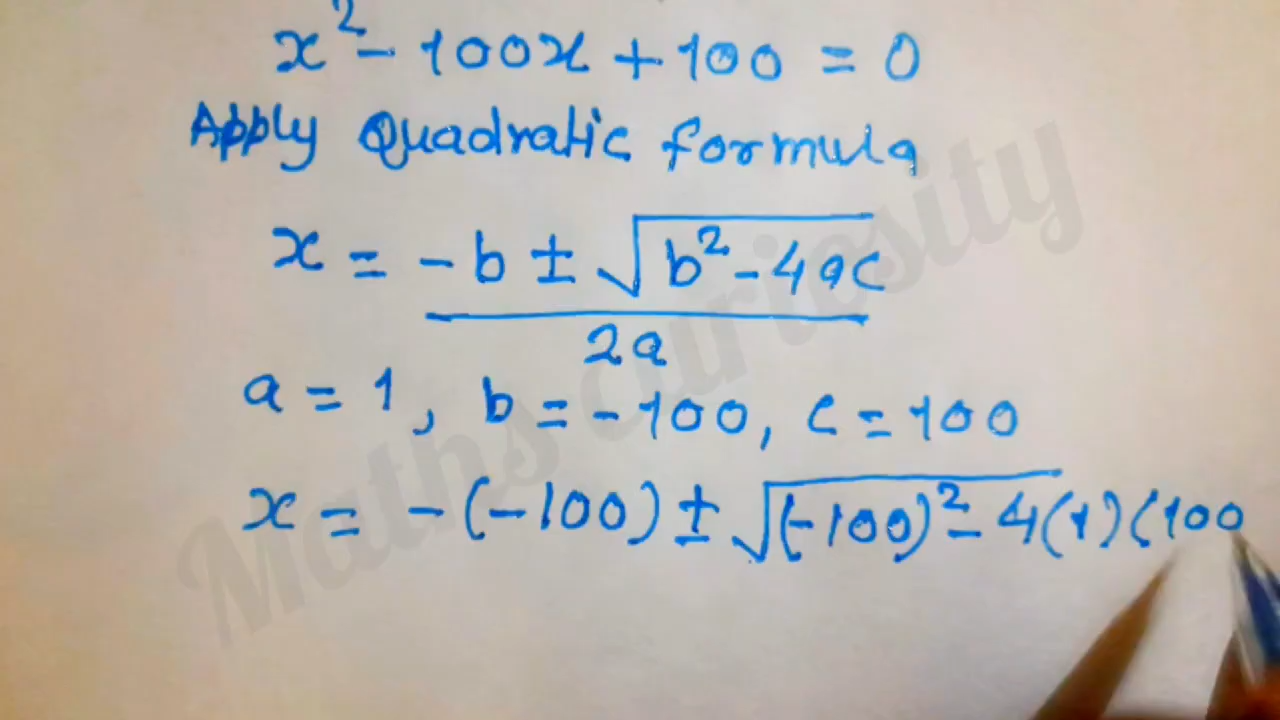 x² - 100x + 100 = 0
Apply Quadratic formula
x = -b ± √(b² - 4ac)
2a
a = 1, b = -100, c = 100
x = -(-100) ± √(-100)² - 4(1)(100
Maths Curiosity